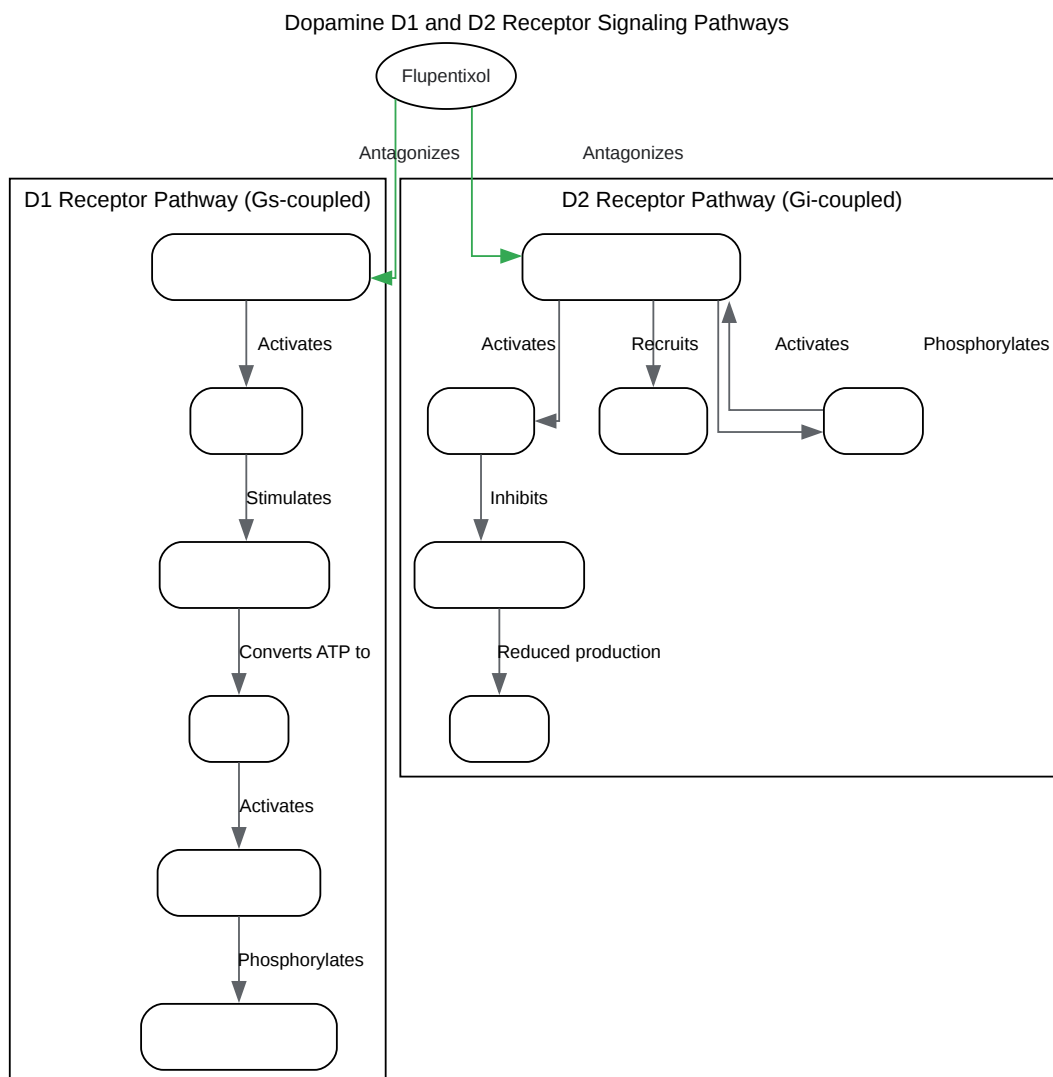 Dopamine D1 and D2 Receptor Signaling Pathways
Flupentixol
Antagonizes
Antagonizes
D1 Receptor Pathway (Gs-coupled)
Activates
Stimulates
Converts ATP to
Activates
Phosphorylates
D2 Receptor Pathway (Gi-coupled)
Activates
Recruits
Activates
Phosphorylates
Inhibits
Reduced production